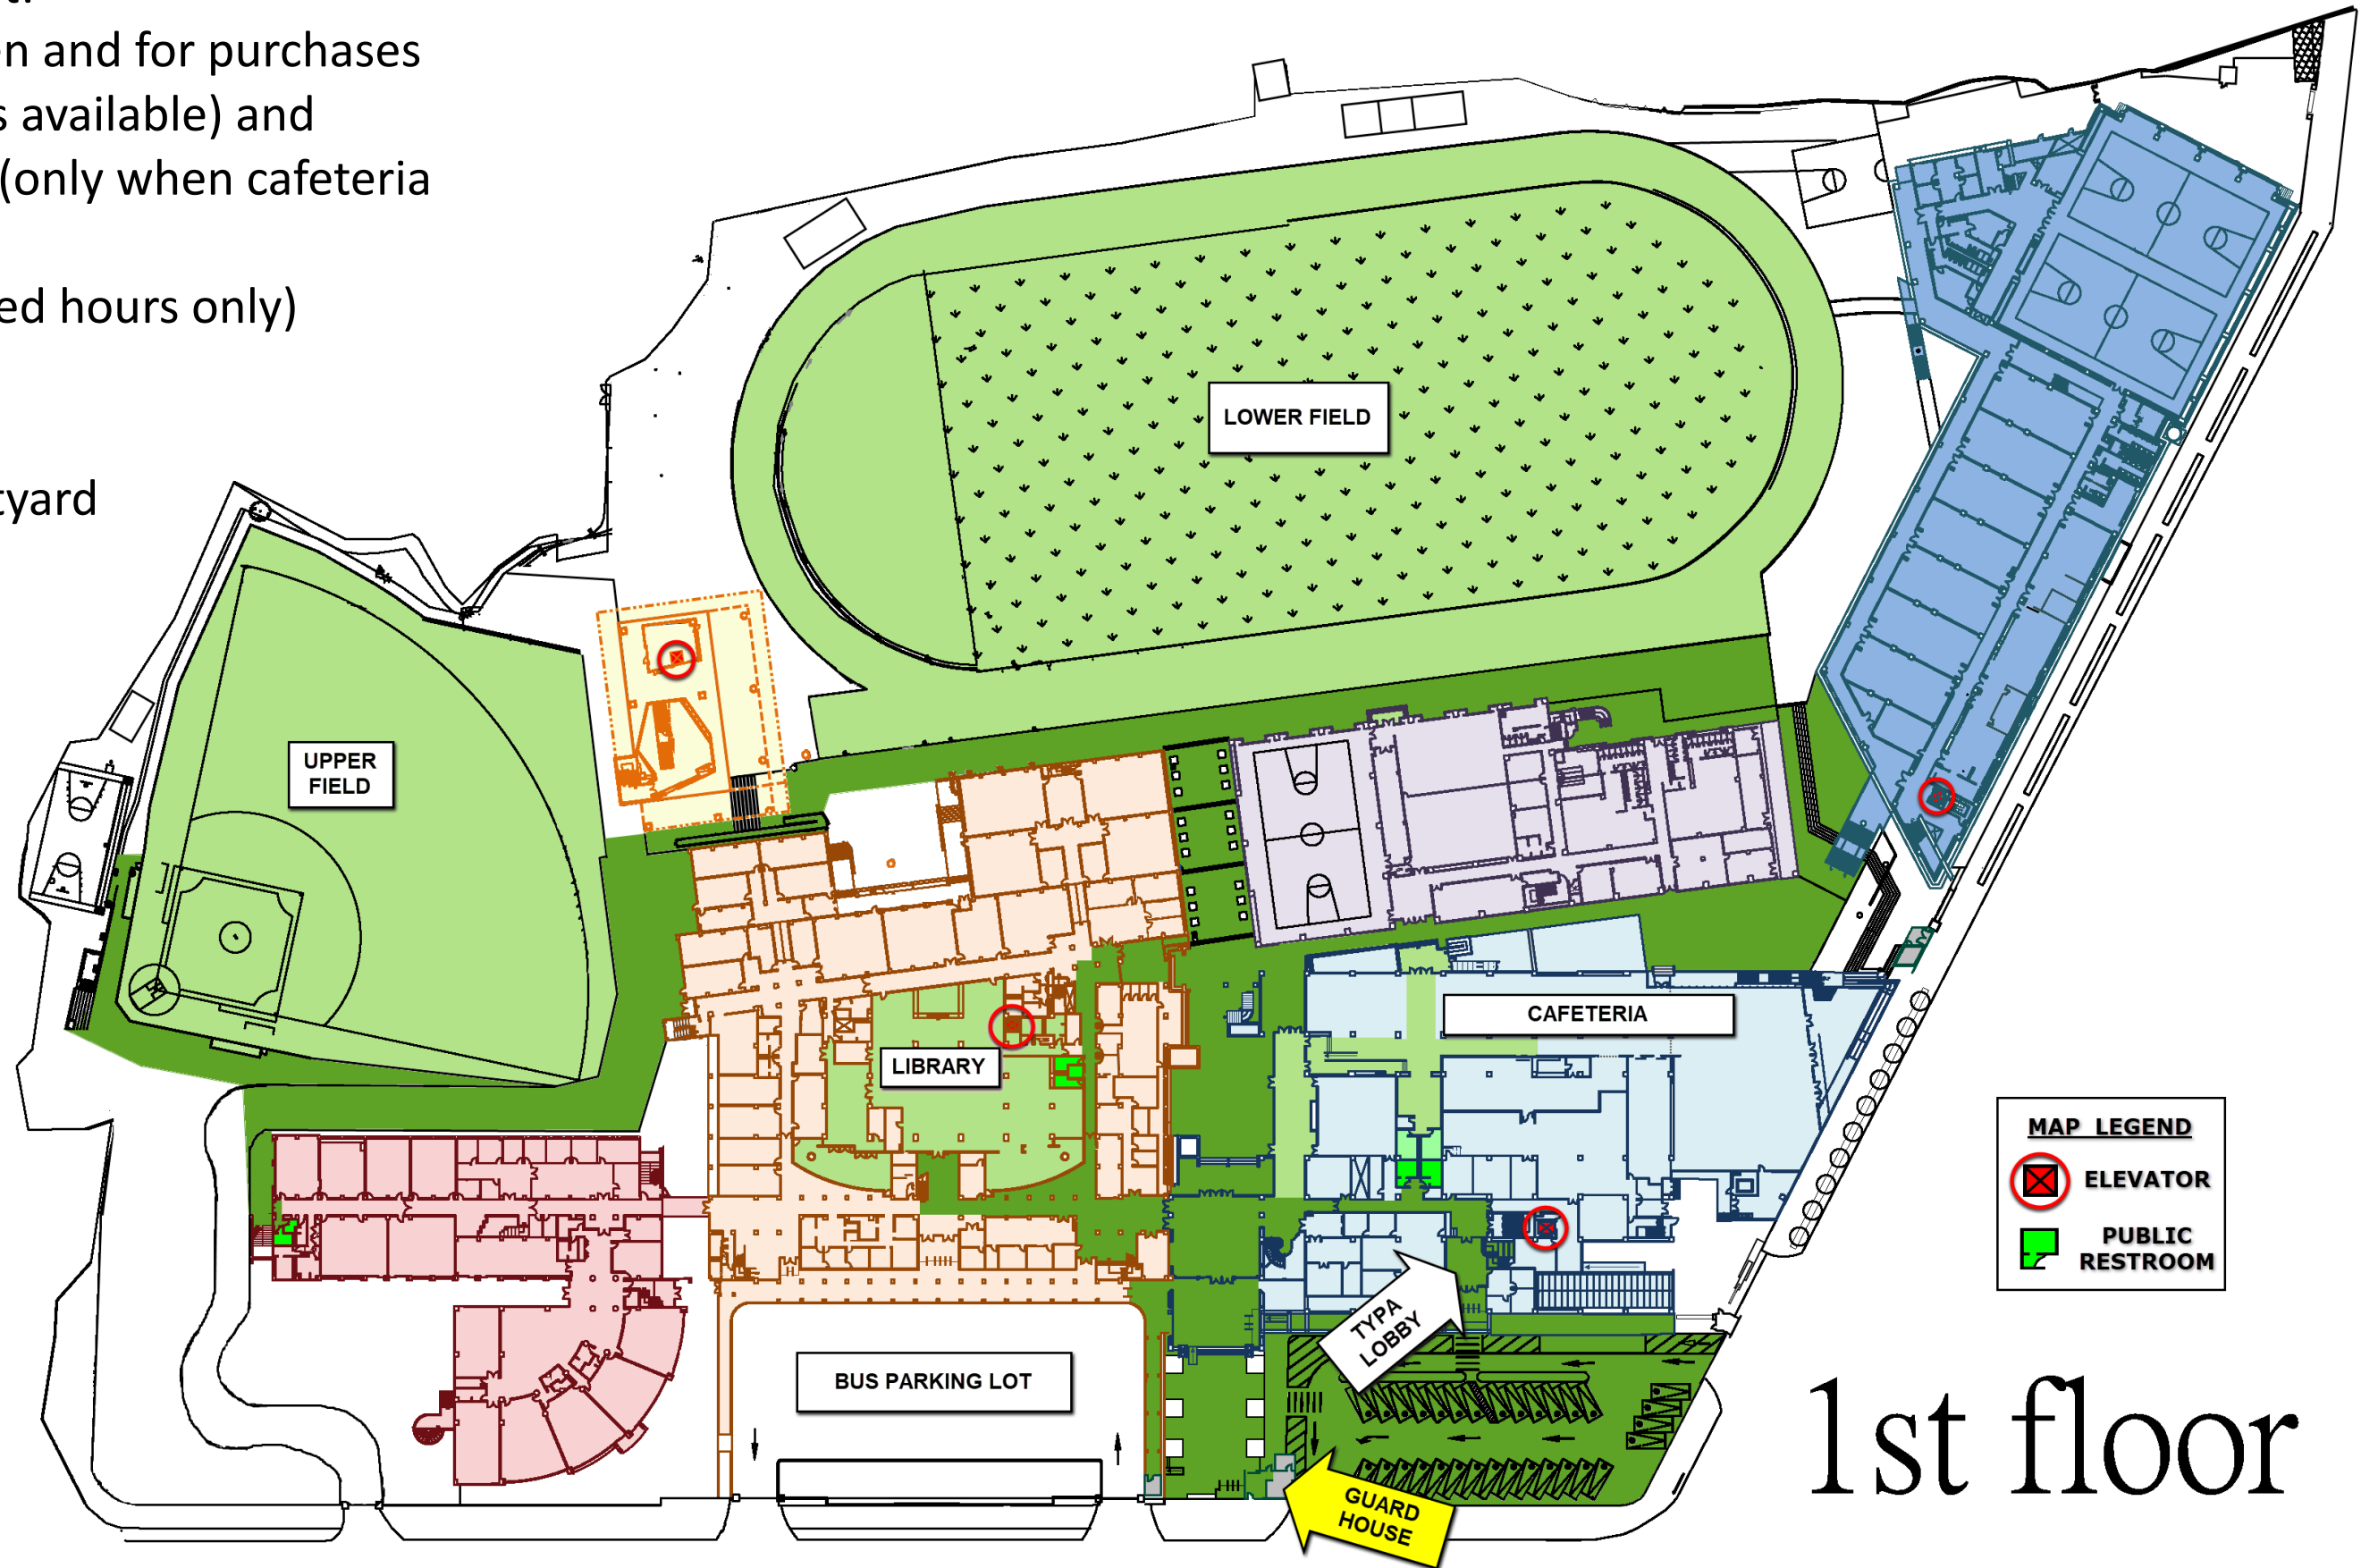 en and for purchases
s available) and
(only when cafeteria
ed hours only)
tyard
LOWER FIELD
UPPER
FIELD
CAFETERIA
LIBRARY
MAP LEGEND
ELEVATOR
PUBLIC
RESTROOM
TYPA
LOBBY
BUS PARKING LOT
GUARD
HOUSE
1st floor